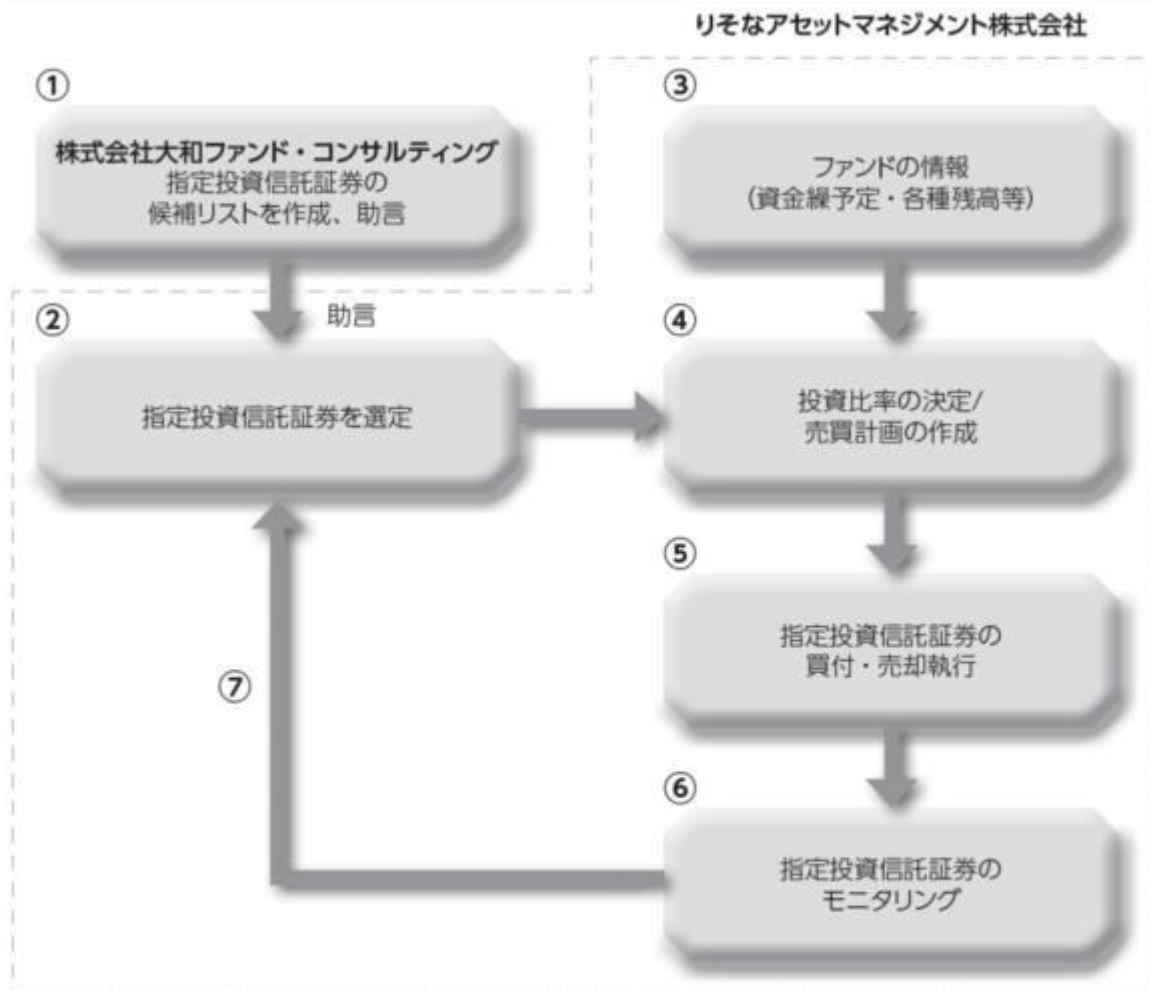 りそなアセットマネジメント株式会社
①
株式会社大和ファンド・コンサルティング
指定投資信託証券の
候補リストを作成、助言
助言
②
指定投資信託証券を選定
③
ファンドの情報
(資金繰予定・各種残高等)
④
投資比率の決定/
売買計画の作成
⑤
指定投資信託証券の
買付・売却執行
⑥
指定投資信託証券の
モニタリング
⑦